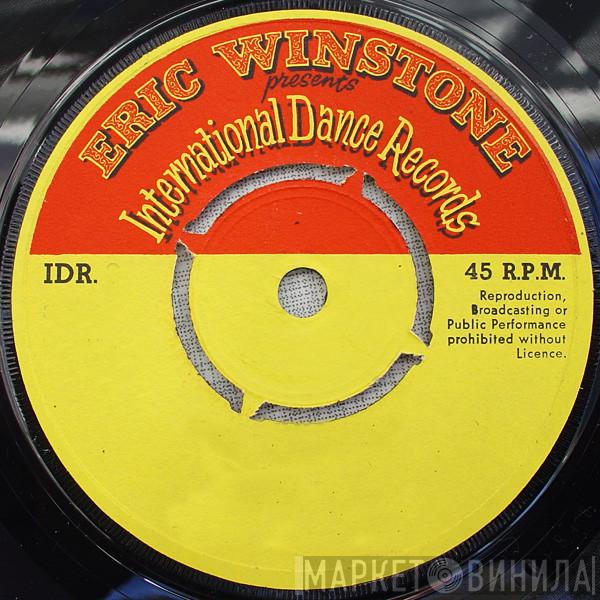 ERIC WINSTONE
presents
International Dance Records
IDR.
45 R.P.M.
Reproduction,
Broadcasting or
Public Performance
prohibited without
Licence.
МАРКЕТ ВИНИЛА